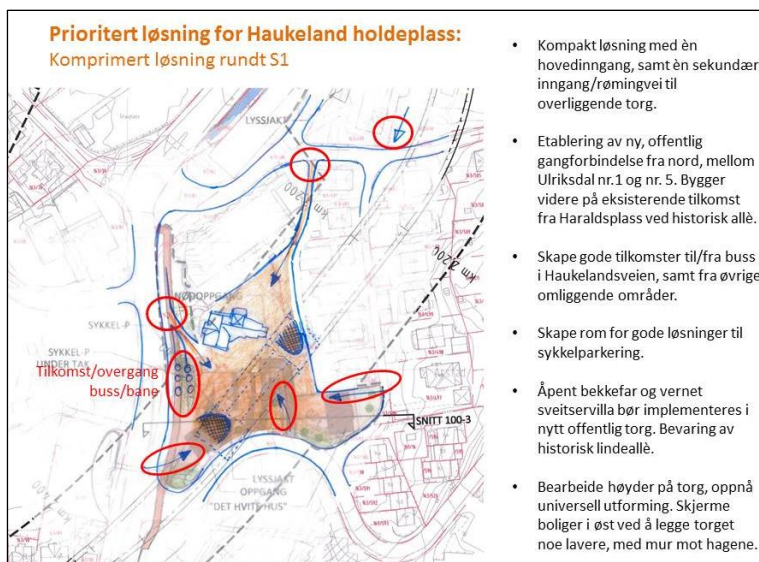 Prioritert løsning for Haukeland holdeplass:
Komprimert løsning rundt S1
LYSSJAKT
km 3200
NØDOPPGANG
SYKKEL-P
SYKKEL-P
UNDER TAK
Tilkomst/overgang
buss/bane
SNITT 100-3
LYSSJAKT
OPPGANG
"DET HVITE HUS"
• Kompakt løsning med èn
hovedinngang, samt èn sekundær
inngang/rømingvei til
overliggende torg.
• Etablering av ny, offentlig
gangforbindelse fra nord, mellom
Ulriksdal nr.1 og nr. 5. Bygger
videre på eksisterende tilkomst
fra Haraldsplass ved historisk allè.
• Skape gode tilkomster til/fra buss
i Haukelandsveien, samt fra øvrige
omliggende områder.
• Skape rom for gode løsninger til
sykkelparkering.
• Åpent bekkefar og vernet
sveitservilla bør implementeres i
nytt offentlig torg. Bevaring av
historisk lindeallè.
• Bearbeide høyder på torg, oppnå
universell utforming. Skjerme
boliger i øst ved å legge torget
noe lavere, med mur mot hagene.